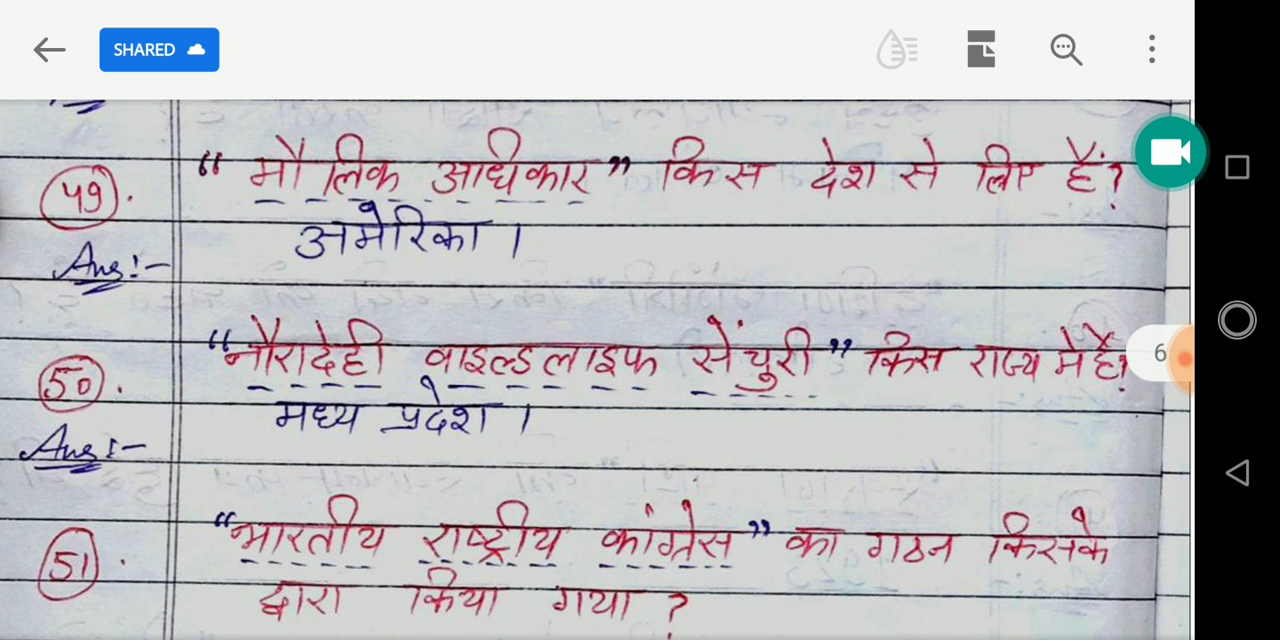 SHARED
49. "मौलिक अधिकार" किस देश से लिए हैं?
Ans:- अमेरिका।
6
50. "नौरादेही वाइल्डलाइफ सेंचुरी" किस राज्य मे है?
Ans:- मध्य प्रदेश।
51. "भारतीय राष्ट्रीय कांग्रेस" का गठन किसके
द्वारा किया गया?